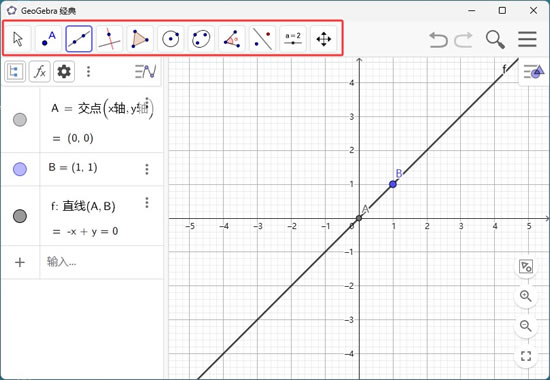 GeoGebra 经典
A
a=2
fx
N
A = 交点(x轴, y轴)
= (0, 0)
B = (1, 1)
f: 直线(A, B)
= -x + y = 0
+ 输入...
f
4
3
2
B
1
A
-5 -4 -3 -2 -1 0 1 2 3 4 5
-1
-2
-3
-4